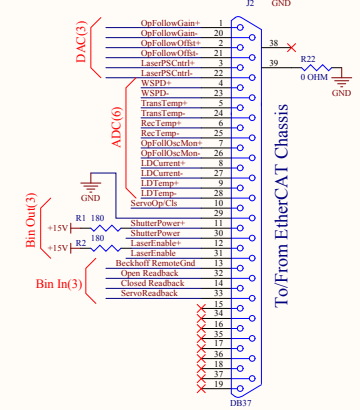 J2 GND
OpFollowGain+ 1
OpFollowGain- 20
OpFollowOffst+ 2
OpFollowOffst- 21
LaserPSCntrl+ 3
LaserPSCntrl- 22
WSPD+ 4
WSPD- 23
TransTemp+ 5
TransTemp- 24
RecTemp+ 6
RecTemp- 25
OpFollOscMon+ 7
OpFollOscMon- 26
LDCurrent+ 8
LDCurrent- 27
LDTemp+ 9
LDTemp- 28
ServoOp/Cls 10
29
ShutterPower+ 11
ShutterPower 30
LaserEnable+ 12
LaserEnable 31
Beckhoff RemoteGnd 13
Open Readback 32
Closed Readback 14
ServoReadback 33
15
34
16
35
17
36
18
37
19
DAC(3)
ADC(6)
Bin Out(3)
Bin In(3)
GND
R1 180
+15V
R2 180
+15V
38
39
R22
0 OHM
GND
To/From EtherCAT Chassis
DB37